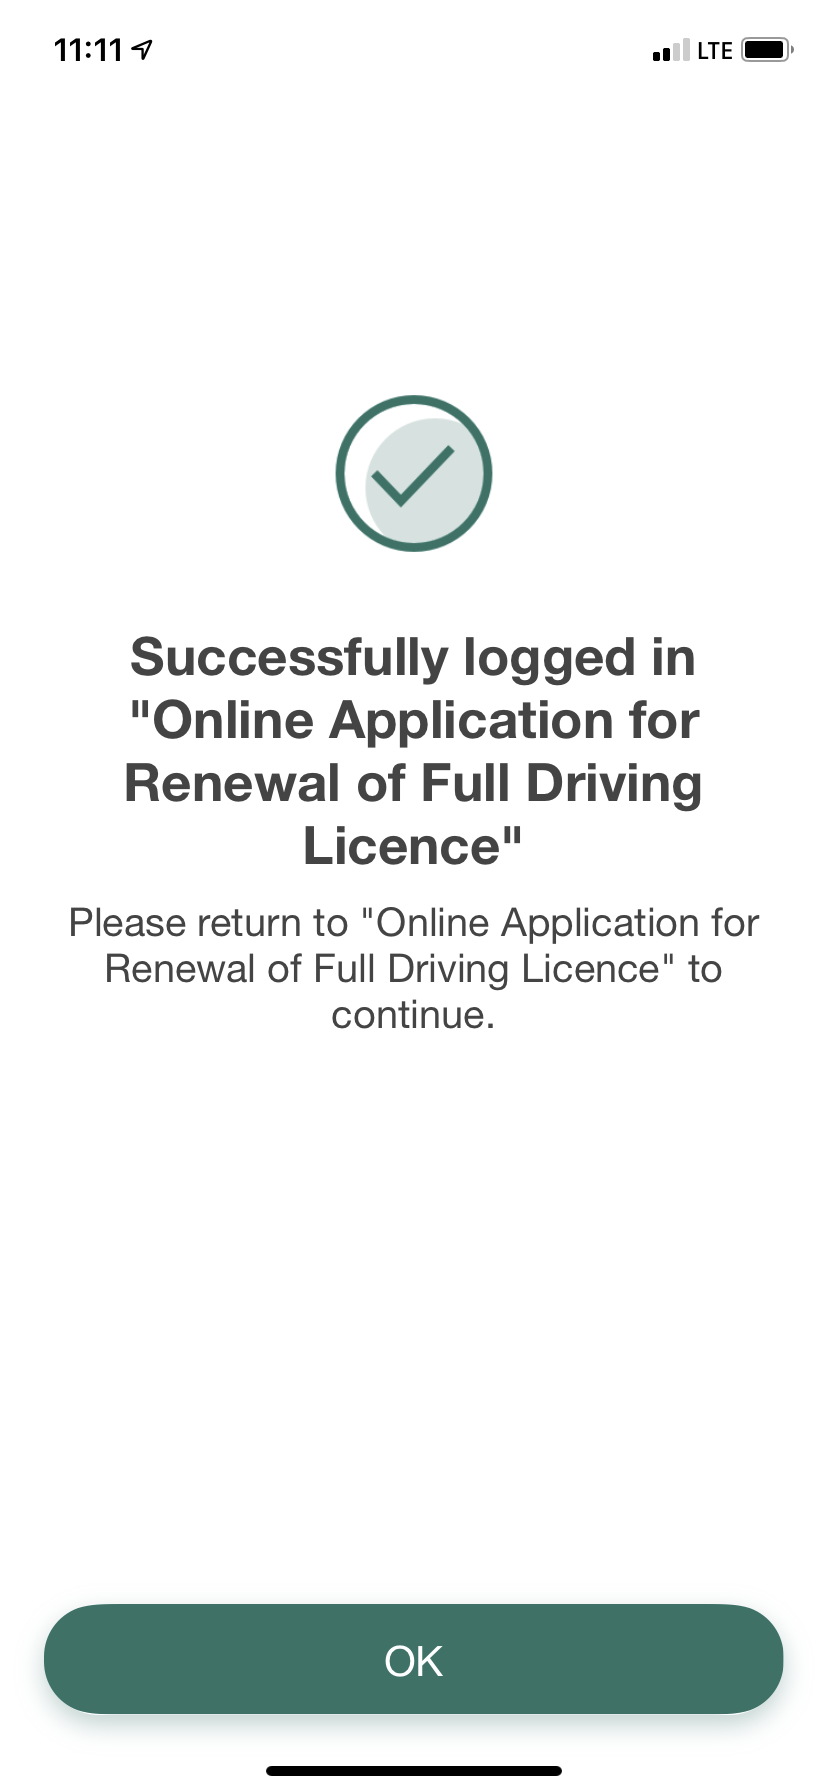 11:11 LTE
Successfully logged in
"Online Application for
Renewal of Full Driving
Licence"
Please return to "Online Application for
Renewal of Full Driving Licence" to
continue.
OK